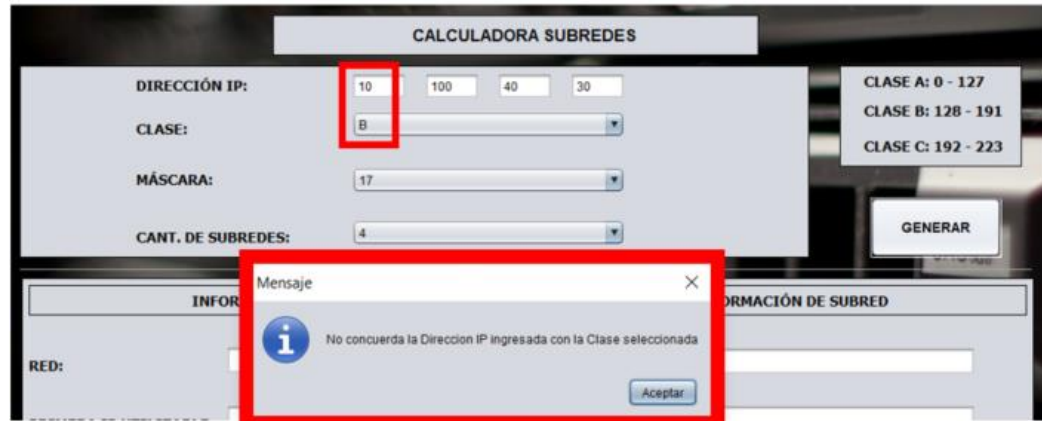 CALCULADORA SUBREDES
DIRECCIÓN IP: 10 100 40 30
CLASE: B
MÁSCARA: 17
CANT. DE SUBREDES: 4
CLASE A: 0 - 127
CLASE B: 128 - 191
CLASE C: 192 - 223
GENERAR
INFOR
ORMACIÓN DE SUBRED
RED:
Mensaje
No concuerda la Direccion IP ingresada con la Clase seleccionada
Aceptar